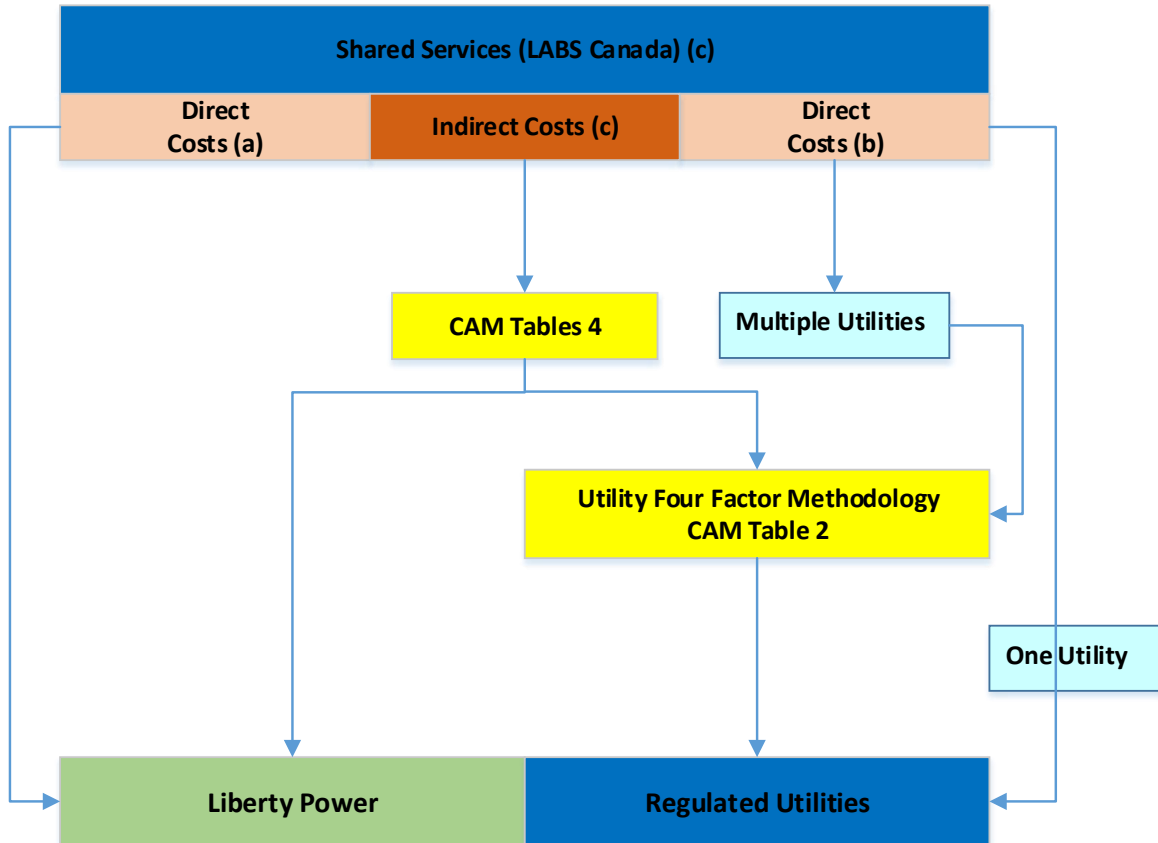 Shared Services (LABS Canada) (c)
Direct
Costs (a)
Indirect Costs (c)
Direct
Costs (b)
CAM Tables 4
Multiple Utilities
Utility Four Factor Methodology
CAM Table 2
One Utility
Liberty Power
Regulated Utilities